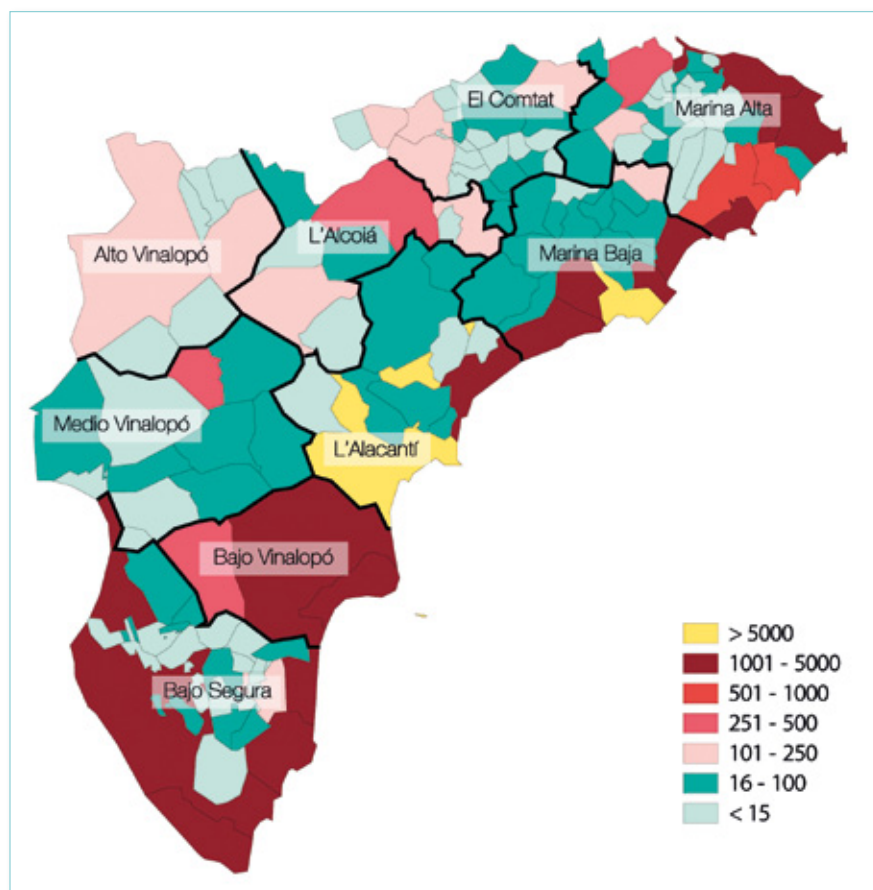 El Comtat
Marina Alta
L'Alcoiá
Alto Vinalopó
Marina Baja
Medio Vinalopó
L'Alacantí
Bajo Vinalopó
Bajo Segura
> 5000
1001 - 5000
501 - 1000
251 - 500
101 - 250
16 - 100
< 15